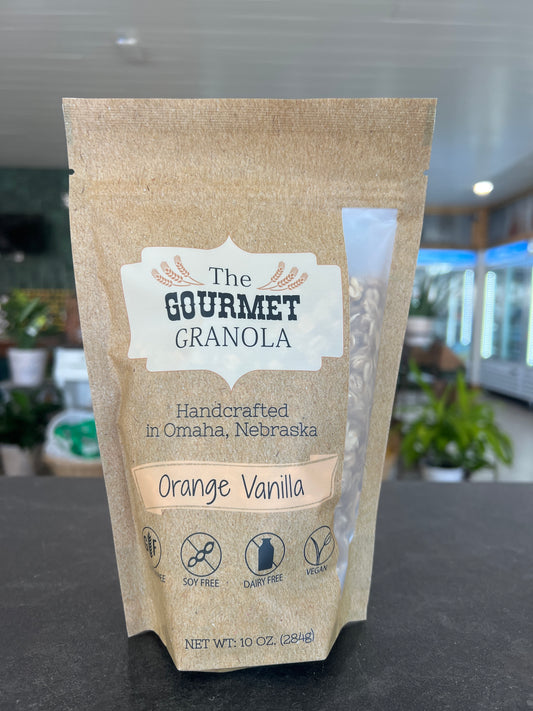 The
GOURMET
GRANOLA
Handcrafted
in Omaha, Nebraska
Orange Vanilla
SOY FREE
DAIRY FREE
VEGAN
NET WT: 10 OZ. (284g)